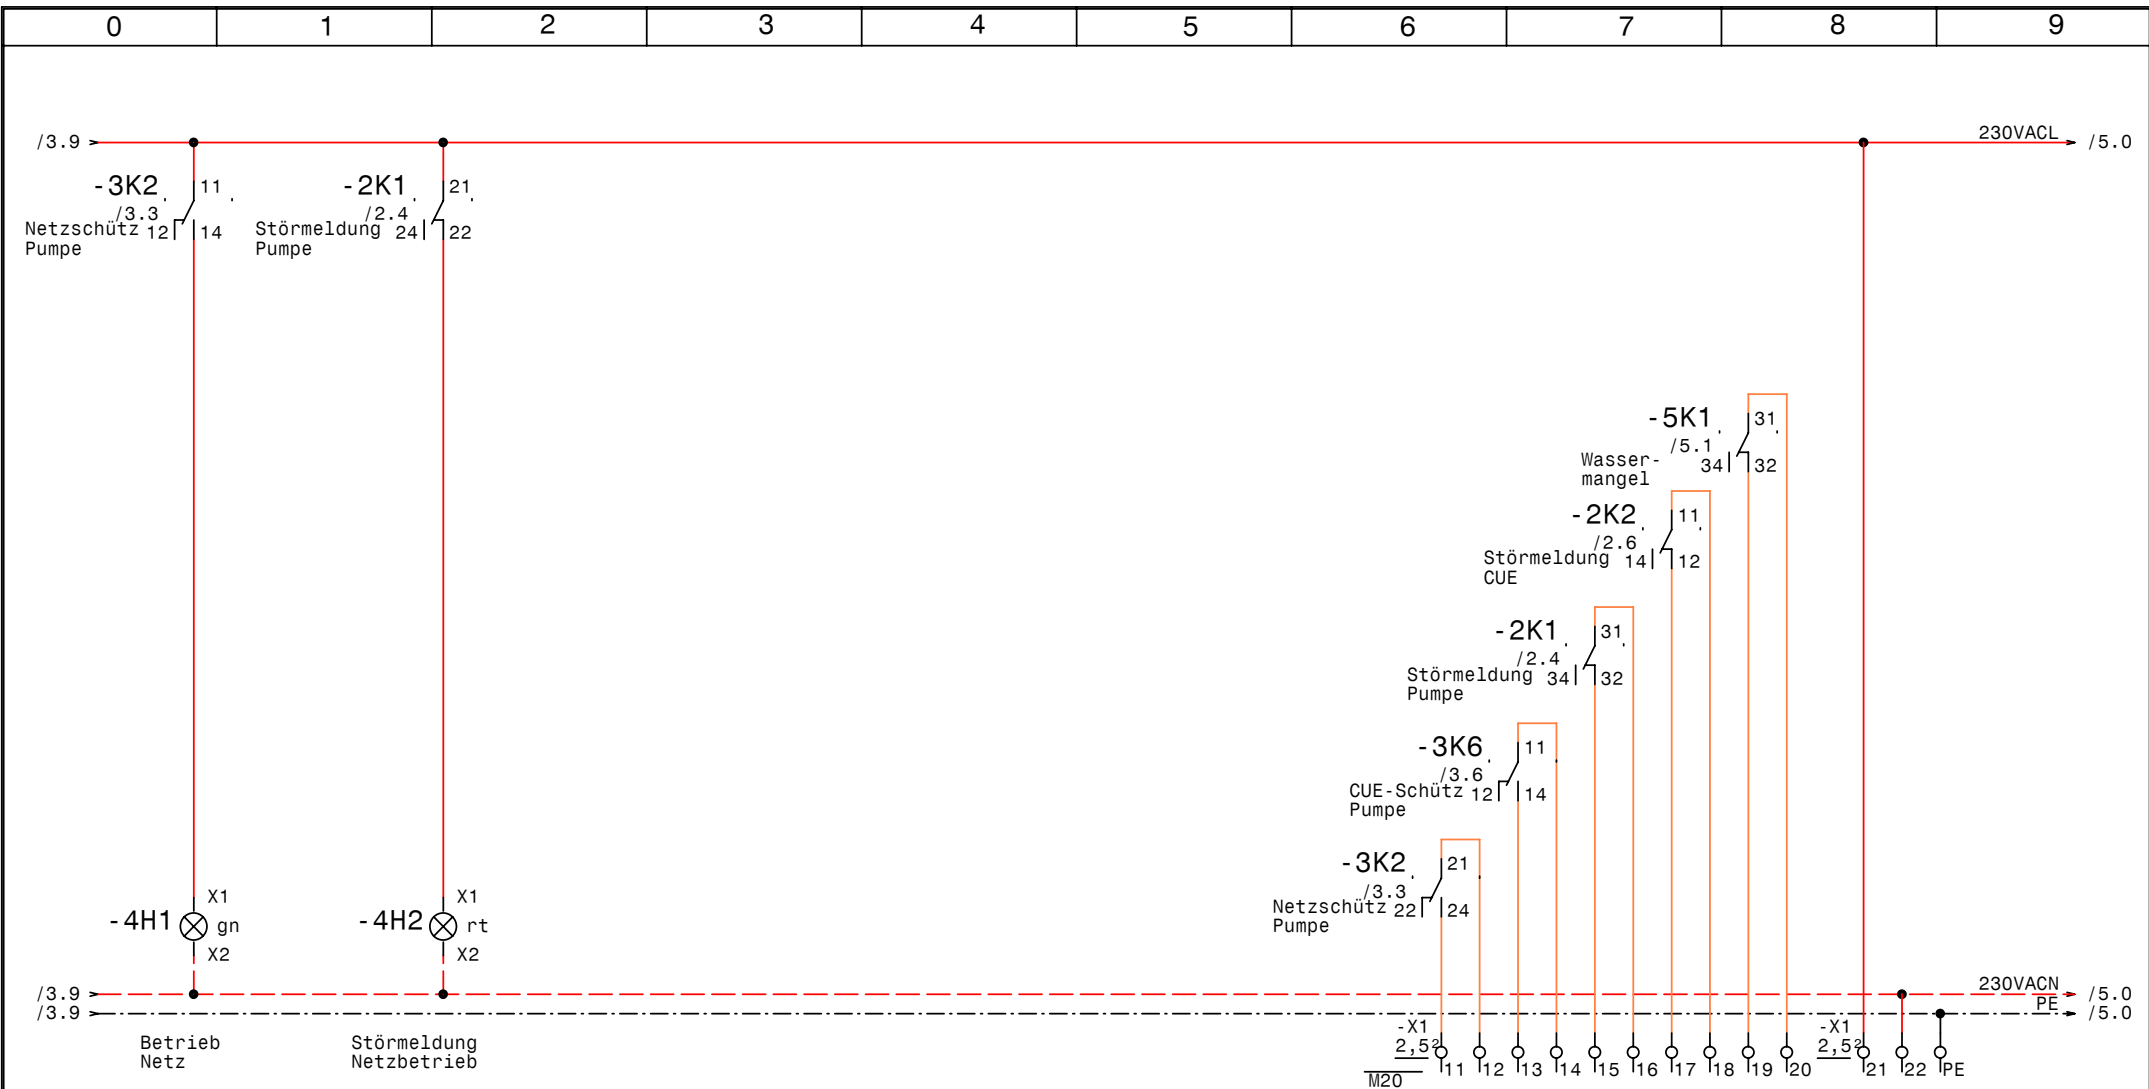 0 1 2 3 4 5 6 7 8 9
/3.9 230VACL /5.0
-3K2 11
/3.3
Netzschütz 12 14
Pumpe
-2K1 21
/2.4
Störmeldung 24 22
Pumpe
-5K1 31
/5.1
Wasser- 34 32
mangel
-2K2 11
/2.6
Störmeldung 14 12
CUE
-2K1 31
/2.4
Störmeldung 34 32
Pumpe
-3K6 11
/3.6
CUE-Schütz 12 14
Pumpe
-3K2 21
/3.3
Netzschütz 22 24
Pumpe
X1
-4H1 gn
X2
X1
-4H2 rt
X2
/3.9 230VACN /5.0
/3.9 PE /5.0
Betrieb
Netz
Störmeldung
Netzbetrieb
-X1
2,5²
M20
11 12 13 14 15 16 17 18 19 20
-X1
2,5²
21 22 PE